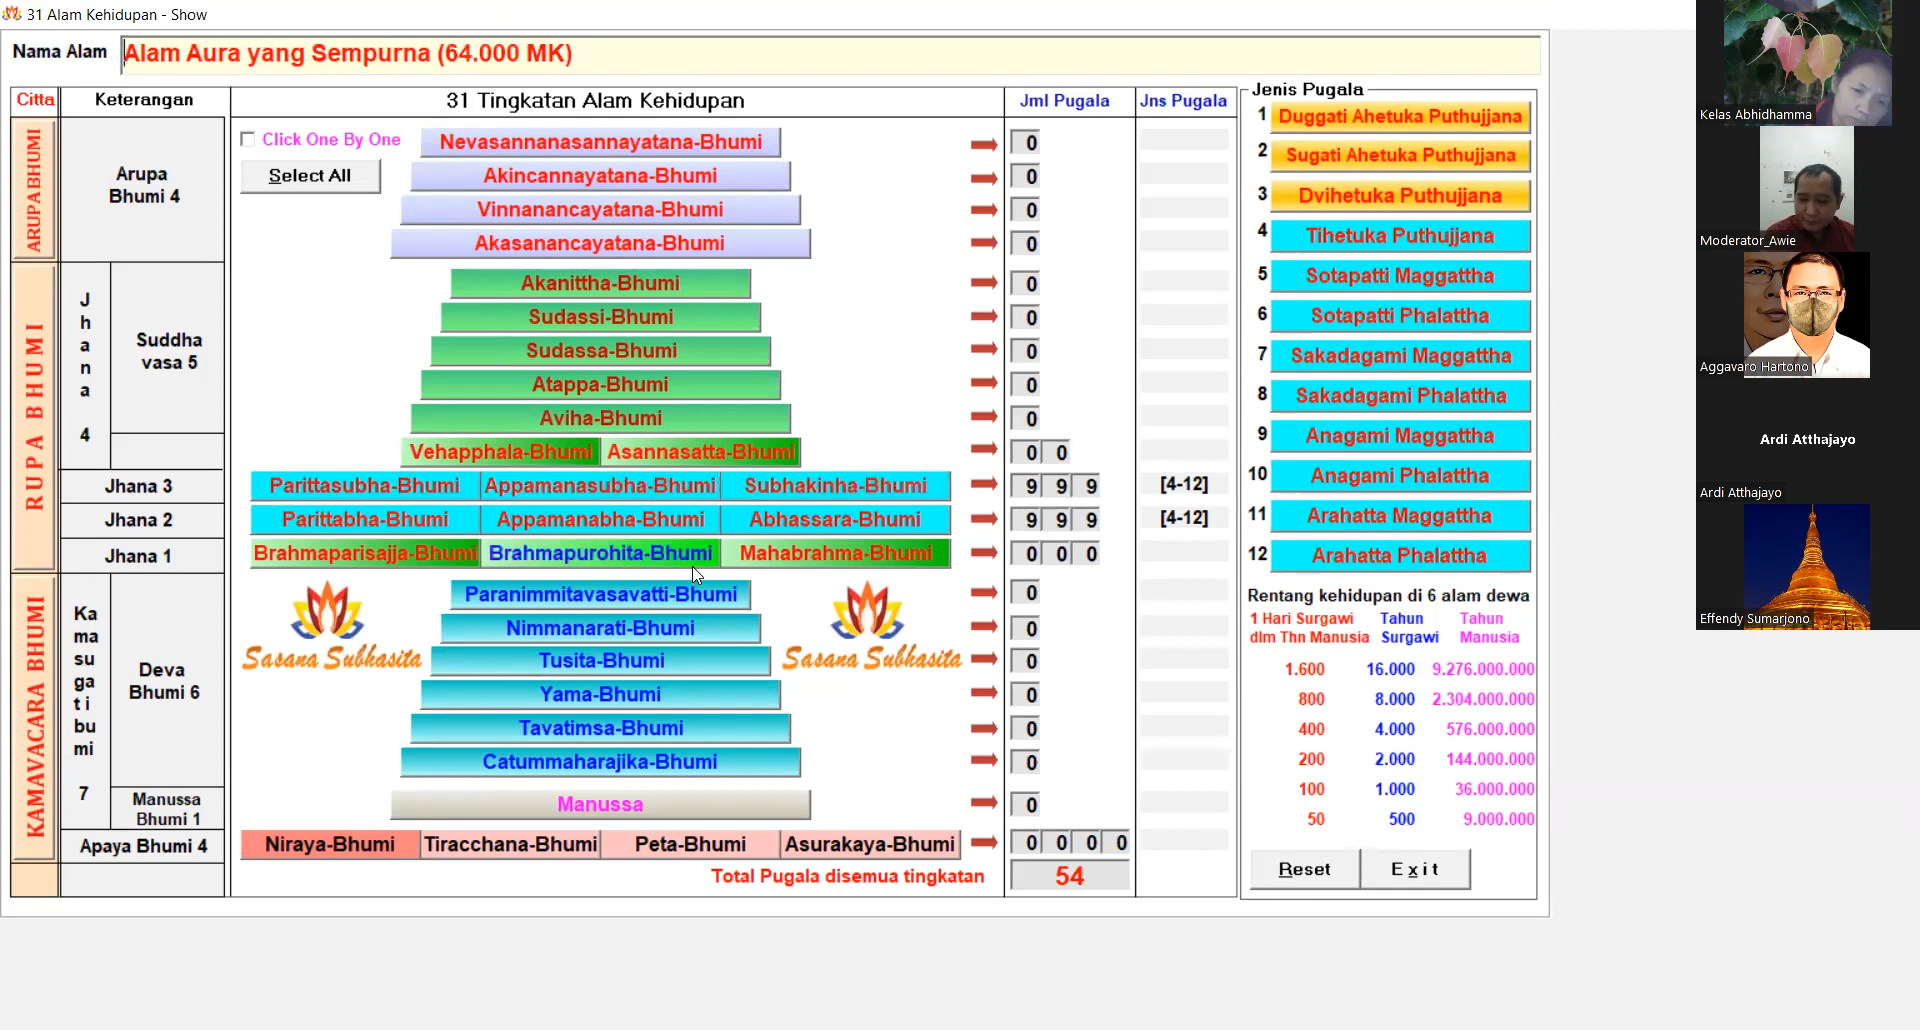 31 Alam Kehidupan - Show
Nama Alam
Alam Aura yang Sempurna (64.000 MK)
Citta
Keterangan
31 Tingkatan Alam Kehidupan
Jml Pugala
Jns Pugala
ARUPABHUMI
Arupa
Bhumi 4
Click One By One
Select All
Nevasannanasannayatana-Bhumi 0
Akincannayatana-Bhumi 0
Vinnanancayatana-Bhumi 0
Akasanancayatana-Bhumi 0
RUPA BHUMI
Jhana 4
Suddha
vasa 5
Akanittha-Bhumi 0
Sudassi-Bhumi 0
Sudassa-Bhumi 0
Atappa-Bhumi 0
Aviha-Bhumi 0
Vehapphala-Bhumi Asannasatta-Bhumi 0 0
Jhana 3 Parittasubha-Bhumi Appamanasubha-Bhumi Subhakinha-Bhumi 9 9 9 [4-12]
Jhana 2 Parittabha-Bhumi Appamanabha-Bhumi Abhassara-Bhumi 9 9 9 [4-12]
Jhana 1 Brahmaparisajja-Bhumi Brahmapurohita-Bhumi Mahabrahma-Bhumi 0 0 0
KAMAVACARA BHUMI
Ka
ma
su
ga
t i
bu
mi
7
Deva
Bhumi 6
Sasana Subhasita
Sasana Subhasita
Paranimmitavasavatti-Bhumi 0
Nimmanarati-Bhumi 0
Tusita-Bhumi 0
Yama-Bhumi 0
Tavatimsa-Bhumi 0
Catummaharajika-Bhumi 0
Manussa
Bhumi 1
Manussa 0
Apaya Bhumi 4 Niraya-Bhumi Tiracchana-Bhumi Peta-Bhumi Asurakaya-Bhumi 0 0 0 0
Total Pugala disemua tingkatan 54
Jenis Pugala
1 Duggati Ahetuka Puthujjana
2 Sugati Ahetuka Puthujjana
3 Dvihetuka Puthujjana
4 Tihetuka Puthujjana
5 Sotapatti Maggattha
6 Sotapatti Phalattha
7 Sakadagami Maggattha
8 Sakadagami Phalattha
9 Anagami Maggattha
10 Anagami Phalattha
11 Arahatta Maggattha
12 Arahatta Phalattha
Rentang kehidupan di 6 alam dewa
1 Hari Surgawi Tahun Tahun
dlm Thn Manusia Surgawi Manusia
1.600 16.000 9.276.000.000
800 8.000 2.304.000.000
400 4.000 576.000.000
200 2.000 144.000.000
100 1.000 36.000.000
50 500 9.000.000
Reset Exit
Kelas Abhidhamma
Moderator_Awie
Aggavaro Hartono
Ardi Atthajayo
Ardi Atthajayo
Effendy Sumarjono